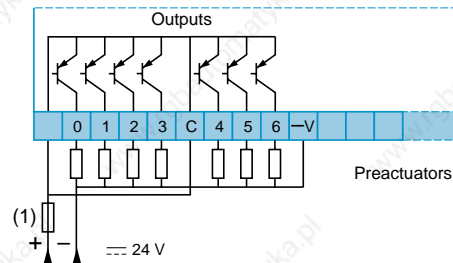 Outputs
0 1 2 3 C 4 5 6 –V
Preactuators
(1)
+ – 24 V